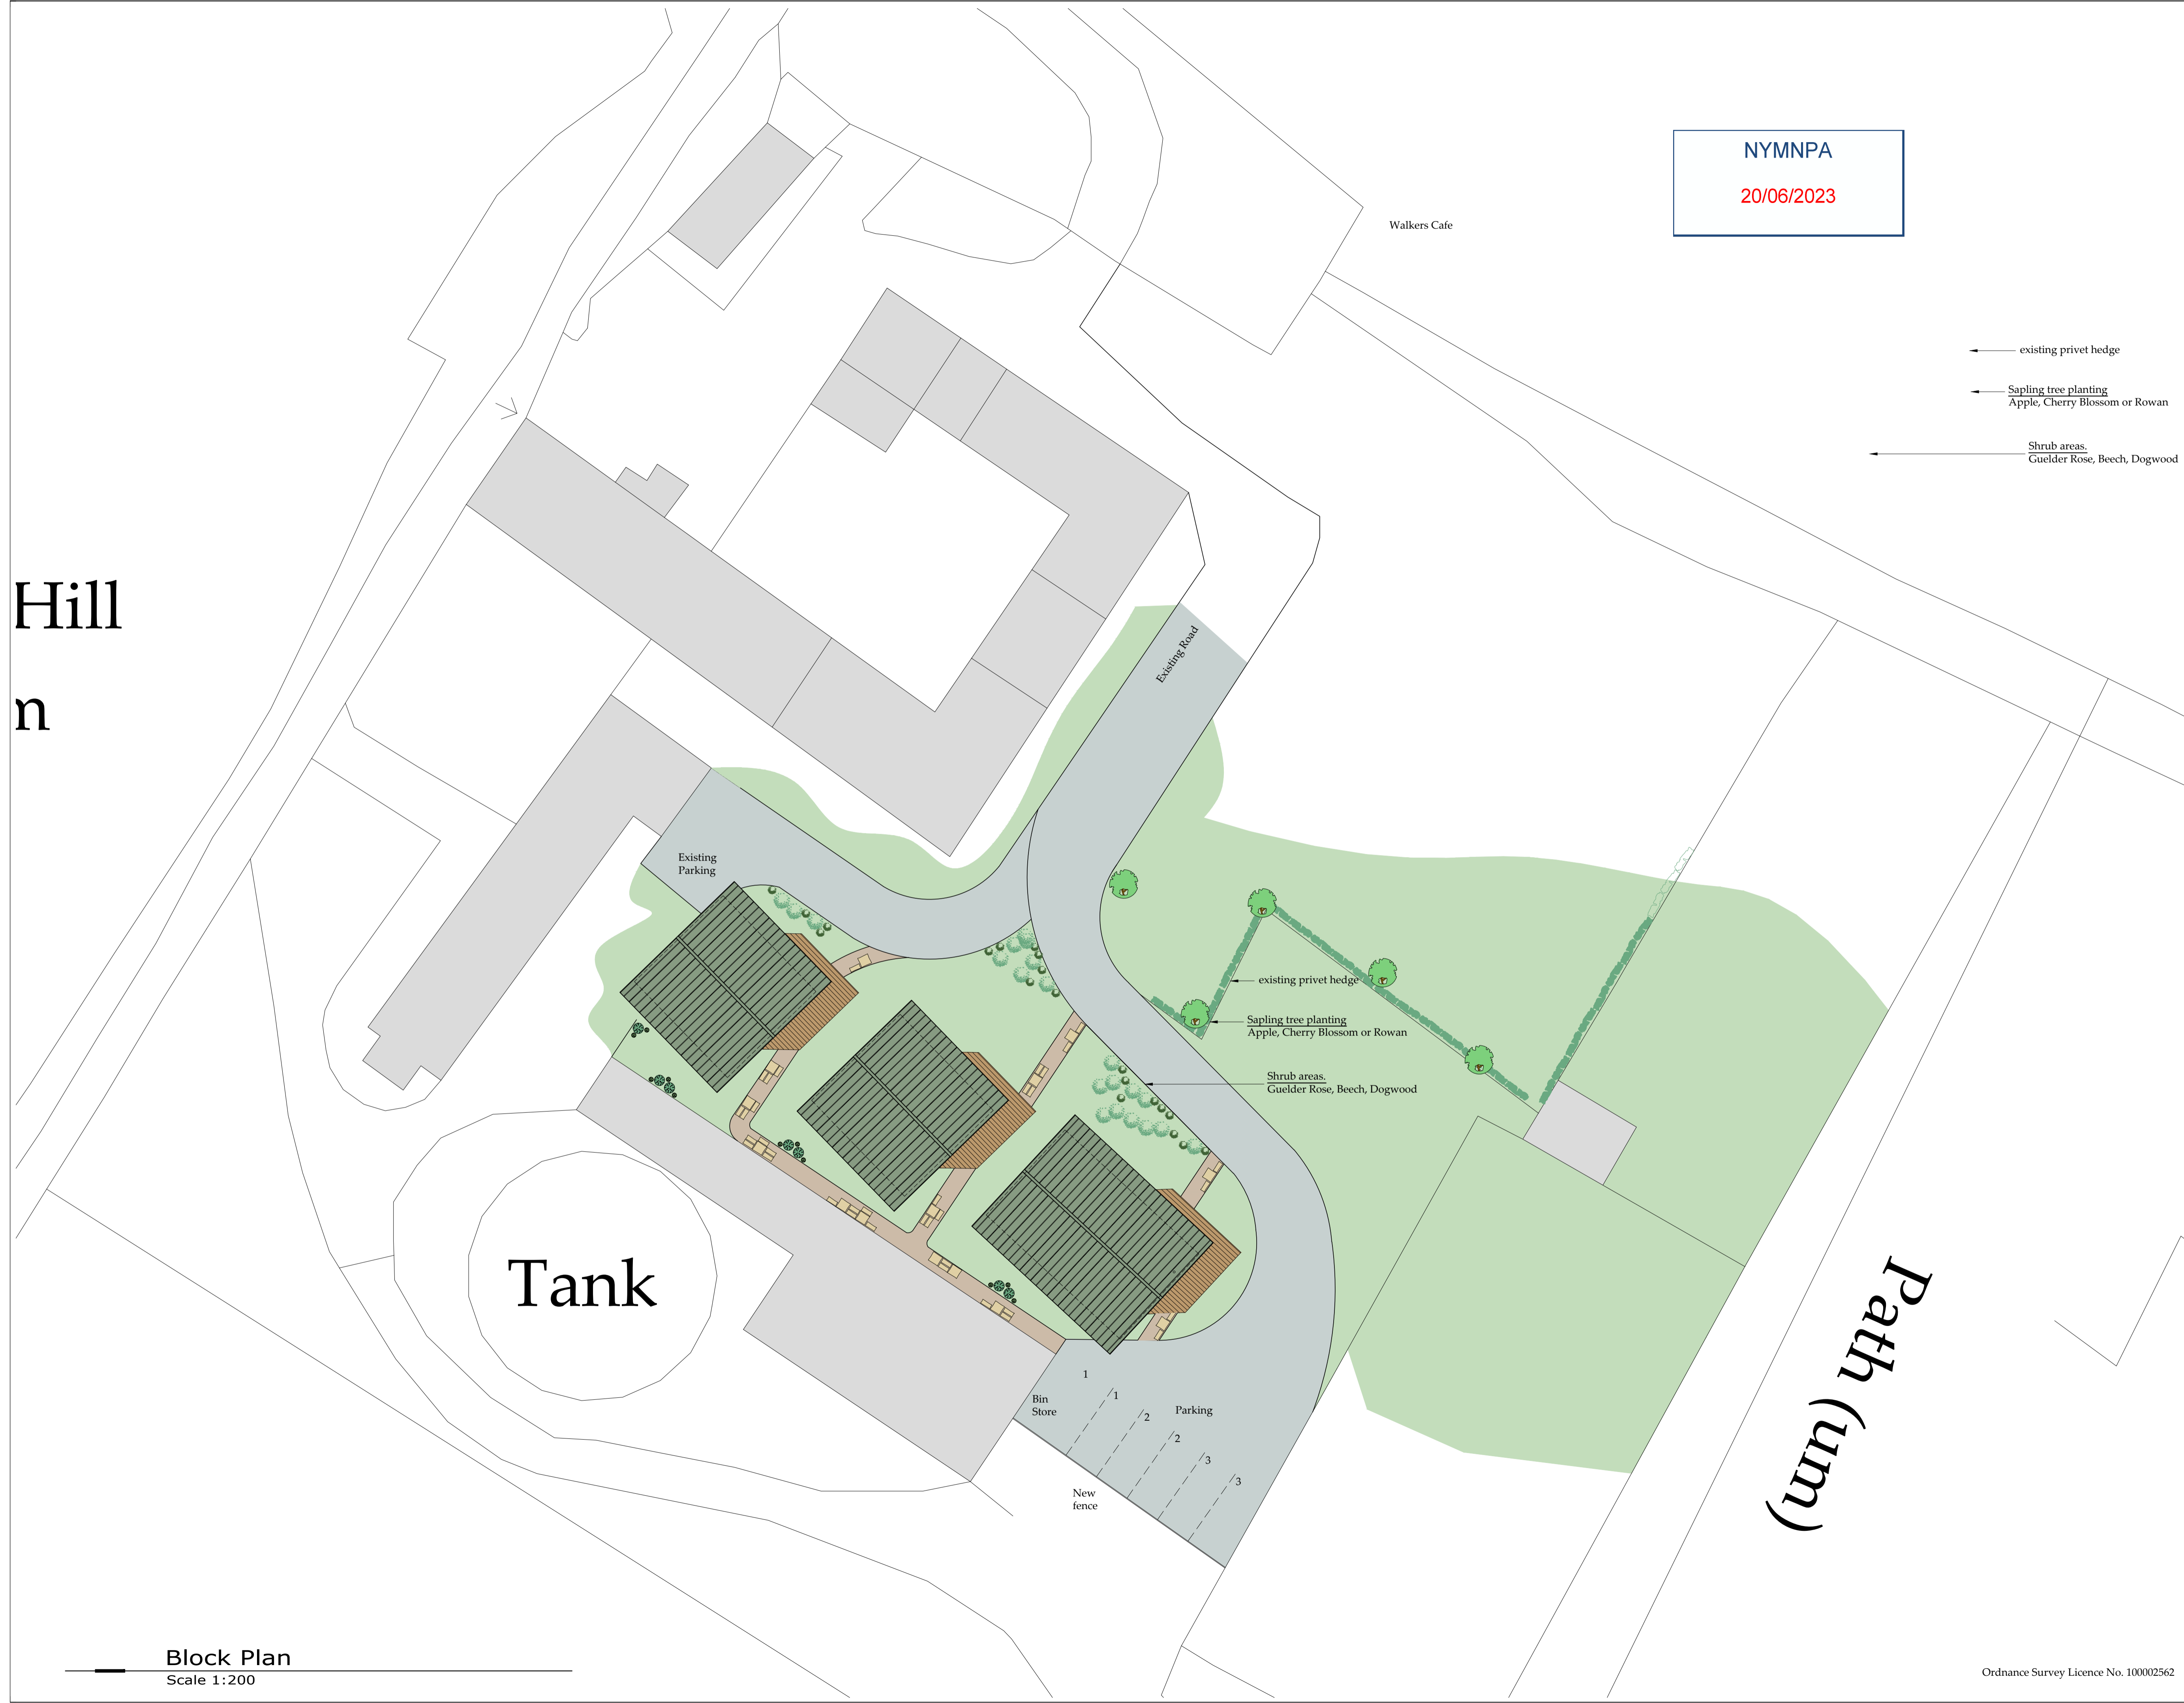 NYMNPA
20/06/2023
Walkers Cafe
existing privet hedge
Sapling tree planting
Apple, Cherry Blossom or Rowan
Shrub areas.
Guelder Rose, Beech, Dogwood
Hill
n
Existing Road
Existing
Parking
existing privet hedge
Sapling tree planting
Apple, Cherry Blossom or Rowan
Shrub areas.
Guelder Rose, Beech, Dogwood
Tank
Path (um)
1
1
2
2
3
3
Bin
Store
Parking
New
fence
Block Plan
Scale 1:200
Ordnance Survey Licence No. 100002562